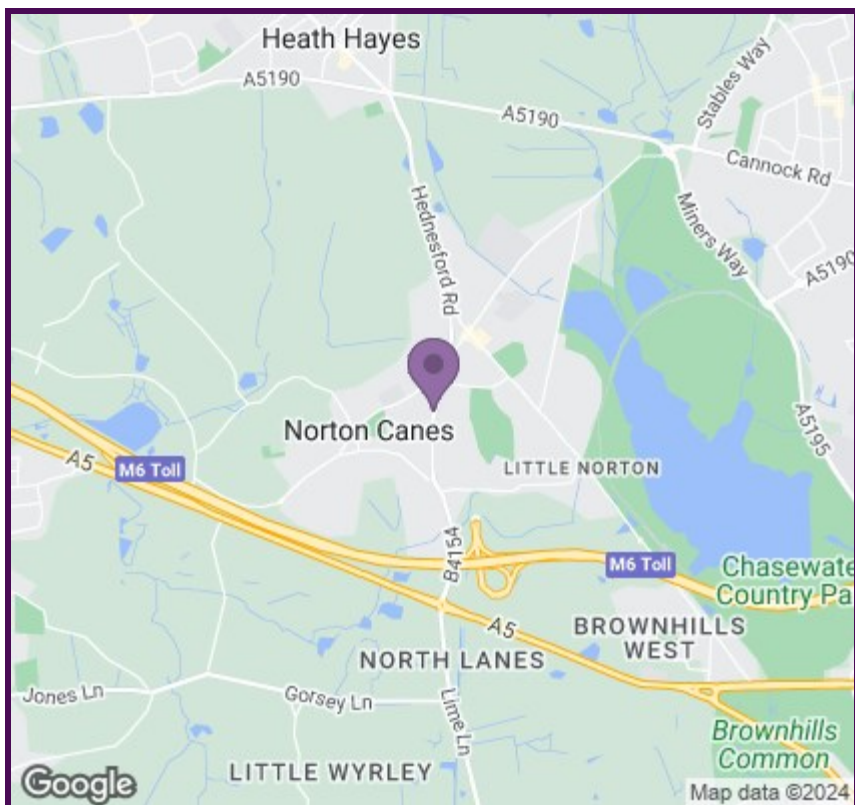 Heath Hayes
A5190
A5190
Stables Way
Cannock Rd
Miners Way
A5190
Hednesford Rd
Norton Canes
A5195
LITTLE NORTON
A5
M6 Toll
B4154
M6 Toll
Chasewate
Country Pa
A5
BROWNHILLS
WEST
NORTH LANES
Jones Ln
Gorsey Ln
Lime Ln
Brownhills
Common
LITTLE WYRLEY
Google
Map data ©2024